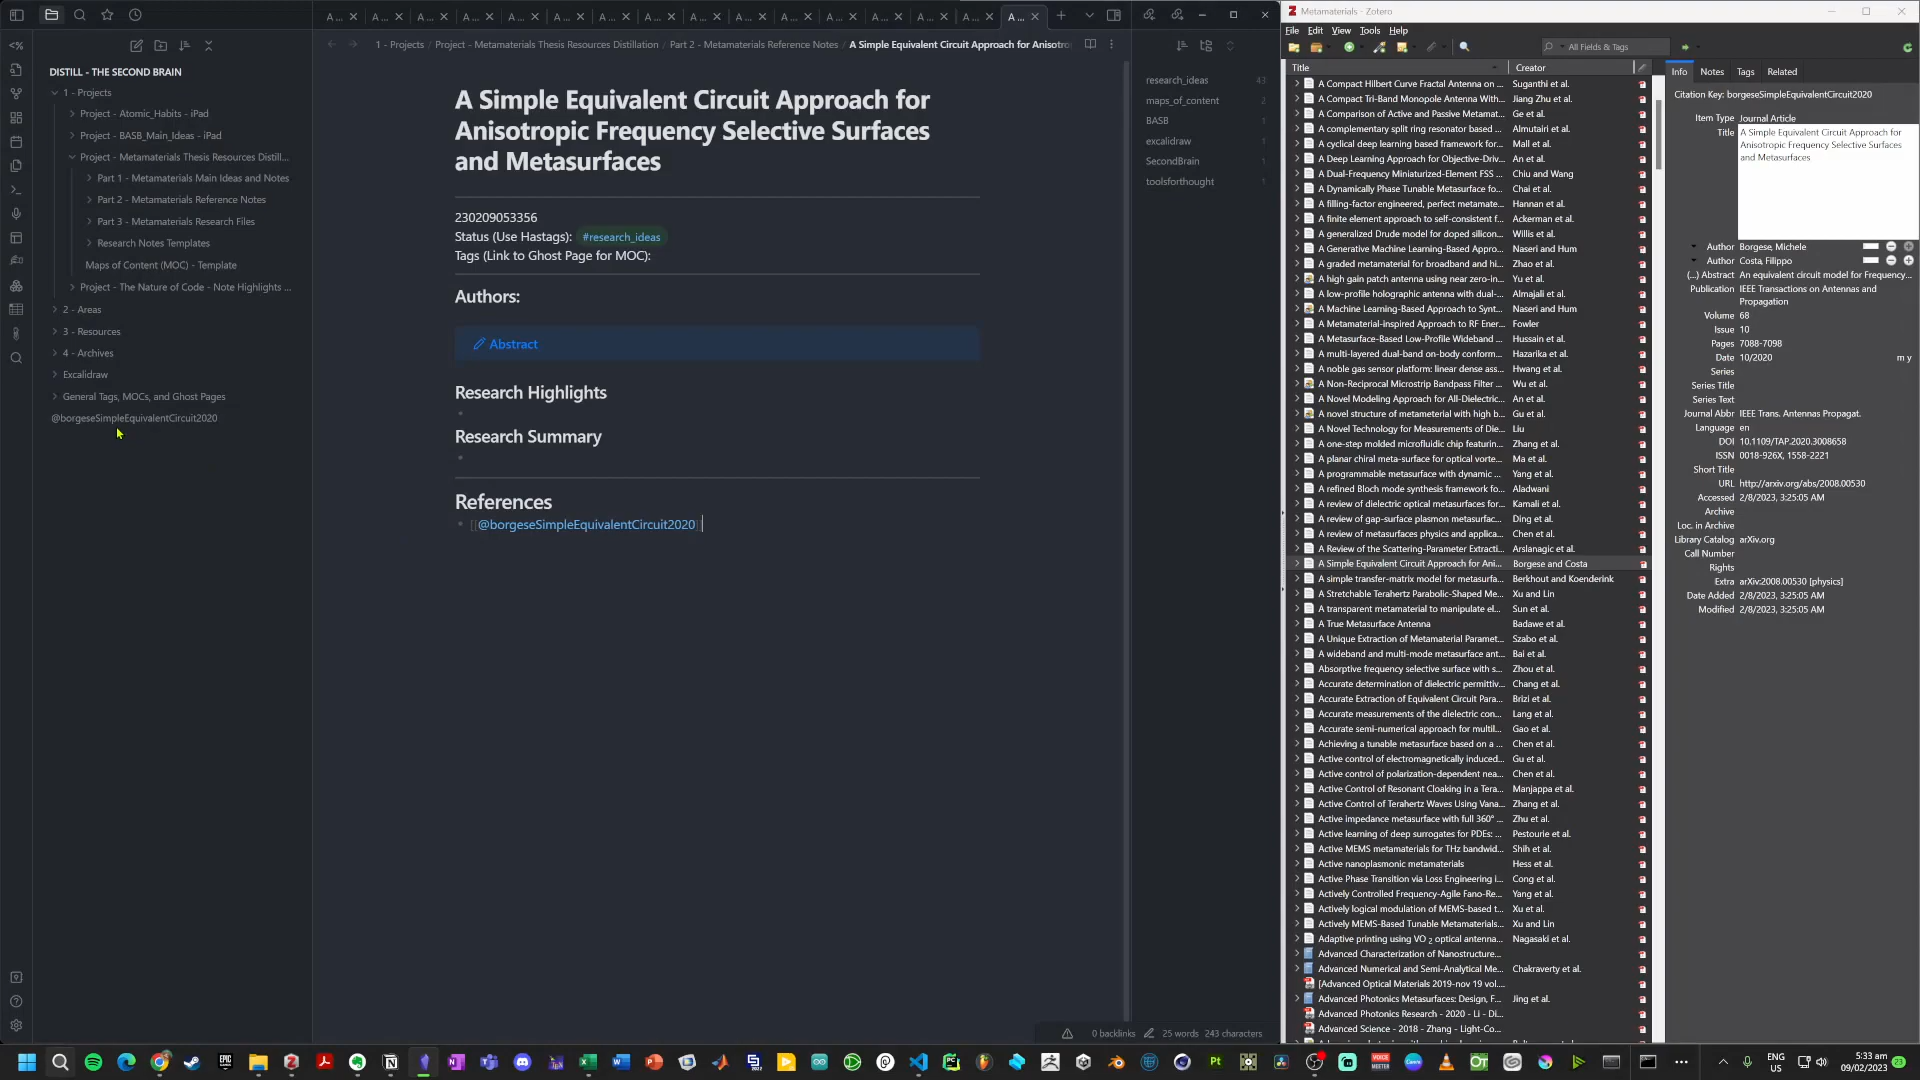 DISTILL - THE SECOND BRAIN
1 - Projects
Project - Atomic_Habits - iPad
Project - BASB_Main_Ideas - iPad
Project - Metamaterials Thesis Resources Distill...
Part 1 - Metamaterials Main Ideas and Notes
Part 2 - Metamaterials Reference Notes
Part 3 - Metamaterials Research Files
Research Notes Templates
Maps of Content (MOC) - Template
Project - The Nature of Code - Note Highlights ...
2 - Areas
3 - Resources
4 - Archives
Excalidraw
General Tags, MOCs, and Ghost Pages
@borgeseSimpleEquivalentCircuit2020
A ... A ... A ... A ... A ... A ... A ... A ... A ... A ... A ... A ... A ... A ... A ... A ...
1 - Projects / Project - Metamaterials Thesis Resources Distillation / Part 2 - Metamaterials Reference Notes / A Simple Equivalent Circuit Approach for Anisotro
A Simple Equivalent Circuit Approach for
Anisotropic Frequency Selective Surfaces
and Metasurfaces
230209053356
Status (Use Hastags): #research_ideas
Tags (Link to Ghost Page for MOC):
Authors:
Abstract
Research Highlights
Research Summary
References
[[@borgeseSimpleEquivalentCircuit2020]]
research_ideas 43
maps_of_content 2
BASB 1
excalidraw 1
SecondBrain 1
toolsforthought 1
0 backlinks 25 words 243 characters
Metamaterials - Zotero
File Edit View Tools Help
All Fields & Tags
Title Creator
A Compact Hilbert Curve Fractal Antenna on ... Suganthi et al.
A Compact Tri-Band Monopole Antenna With... Jiang Zhu et al.
A Comparison of Active and Passive Metamat... Ge et al.
A complementary split ring resonator based ... Almutairi et al.
A cyclical deep learning based framework for... Mall et al.
A Deep Learning Approach for Objective-Driv... An et al.
A Dual-Frequency Miniaturized-Element FSS ... Chiu and Wang
A Dynamically Phase Tunable Metasurface fo... Chai et al.
A filling-factor engineered, perfect metamate... Hannan et al.
A finite element approach to self-consistent f... Ackerman et al.
A generalized Drude model for doped silicon... Willis et al.
A Generative Machine Learning-Based Appro... Naseri and Hum
A graded metamaterial for broadband and hi... Zhao et al.
A high gain patch antenna using near zero-in... Yu et al.
A low-profile holographic antenna with dual-... Almajali et al.
A Machine Learning-Based Approach to Synt... Naseri and Hum
A Metamaterial-inspired Approach to RF Ener... Fowler
A Metasurface-Based Low-Profile Wideband ... Hussain et al.
A multi-layered dual-band on-body conform... Hazarika et al.
A noble gas sensor platform: linear dense ass... Hwang et al.
A Non-Reciprocal Microstrip Bandpass Filter ... Wu et al.
A Novel Modeling Approach for All-Dielectric... An et al.
A novel structure of metameterial with high b... Gu et al.
A Novel Technology for Measurements of Die... Liu
A one-step molded microfluidic chip featurin... Zhang et al.
A planar chiral meta-surface for optical vorte... Ma et al.
A programmable metasurface with dynamic ... Yang et al.
A refined Bloch mode synthesis framework fo... Aladwani
A review of dielectric optical metasurfaces for... Kamali et al.
A review of gap-surface plasmon metasurfac... Ding et al.
A review of metasurfaces physics and applica... Chen et al.
A Review of the Scattering-Parameter Extracti... Arslanagic et al.
A Simple Equivalent Circuit Approach for Ani... Borgese and Costa
A simple transfer-matrix model for metasurfa... Berkhout and Koenderink
A Stretchable Terahertz Parabolic-Shaped Me... Xu and Lin
A transparent metamaterial to manipulate el... Sun et al.
A True Metasurface Antenna Badawe et al.
A Unique Extraction of Metamaterial Paramet... Szabo et al.
A wideband and multi-mode metasurface ant... Bai et al.
Absorptive frequency selective surface with s... Zhou et al.
Accurate determination of dielectric permittiv... Chang et al.
Accurate Extraction of Equivalent Circuit Para... Brizi et al.
Accurate measurements of the dielectric con... Lang et al.
Accurate semi-numerical approach for multil... Gao et al.
Achieving a tunable metasurface based on a ... Chen et al.
Active control of electromagnetically induced... Gu et al.
Active control of polarization-dependent nea... Chen et al.
Active Control of Resonant Cloaking in a Tera... Manjappa et al.
Active Control of Terahertz Waves Using Vana... Zhang et al.
Active impedance metasurface with full 360° ... Zhu et al.
Active learning of deep surrogates for PDEs: ... Pestourie et al.
Active MEMS metamaterials for THz bandwid... Shih et al.
Active nanoplasmonic metamaterials Hess et al.
Active Phase Transition via Loss Engineering i... Cong et al.
Actively Controlled Frequency-Agile Fano-Re... Yang et al.
Actively logical modulation of MEMS-based t... Xu et al.
Actively MEMS-Based Tunable Metamaterials... Xu and Lin
Adaptive printing using VO 2 optical antenna... Nagasaki et al.
Advanced Characterization of Nanostructure...
Advanced Numerical and Semi-Analytical Me... Chakraverty et al.
[Advanced Optical Materials 2019-nov 19 vol....
Advanced Photonics Metasurfaces: Design, F... Jing et al.
Advanced Photonics Research - 2020 - Li - Di...
Advanced Science - 2018 - Zhang - Light-Co...
Info Notes Tags Related
Citation Key: borgeseSimpleEquivalentCircuit2020
Item Type Journal Article
Title A Simple Equivalent Circuit Approach for
Anisotropic Frequency Selective Surfaces
and Metasurfaces
Author Borgese, Michele
Author Costa, Filippo
(...) Abstract An equivalent circuit model for Frequency...
Publication IEEE Transactions on Antennas and
Propagation
Volume 68
Issue 10
Pages 7088-7098
Date 10/2020 m y
Series
Series Title
Series Text
Journal Abbr IEEE Trans. Antennas Propagat.
Language en
DOI 10.1109/TAP.2020.3008658
ISSN 0018-926X, 1558-2221
Short Title
URL http://arxiv.org/abs/2008.00530
Accessed 2/8/2023, 3:25:05 AM
Archive
Loc. in Archive
Library Catalog arXiv.org
Call Number
Rights
Extra arXiv:2008.00530 [physics]
Date Added 2/8/2023, 3:25:05 AM
Modified 2/8/2023, 3:25:05 AM
ENG
US
5:33 am
09/02/2023